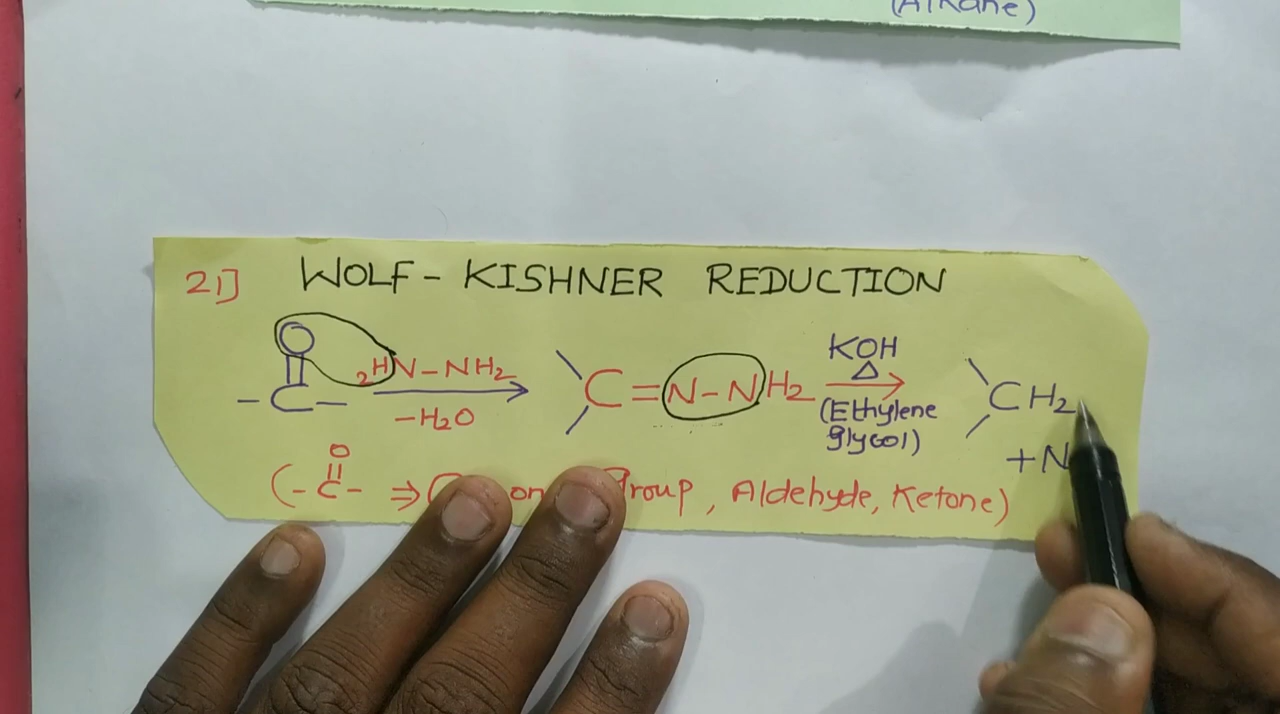 (Alkane)
21] WOLF - KISHNER REDUCTION
O
KOH
2HN-NH2
C=N-NH2
Δ
CH2
-C-
-H2O
(Ethylene
glycol)
+N
O
(-C- ⇒ Group, Aldehyde, Ketone)